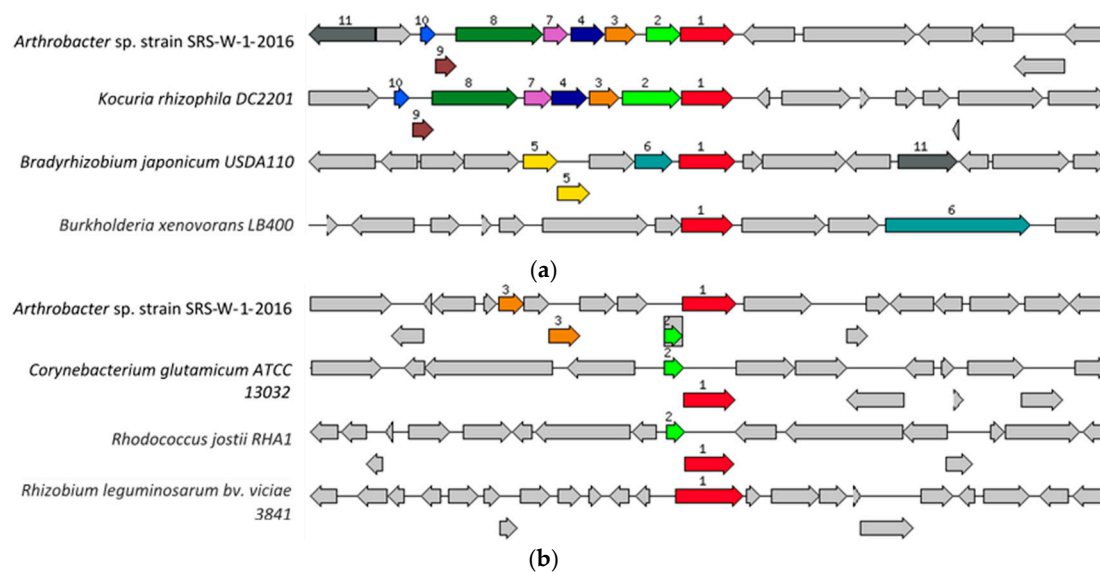 11 10 8 7 4 3 2 1
Arthrobacter sp. strain SRS-W-1-2016
9
10 8 7 4 3 2 1
Kocuria rhizophila DC2201
9
5 6 1 11
Bradyrhizobium japonicum USDA110
5
1 6
Burkholderia xenovorans LB400
(a)
3 1
Arthrobacter sp. strain SRS-W-1-2016
3 2
2
Corynebacterium glutamicum ATCC
13032
1
2
Rhodococcus jostii RHA1
1
1
Rhizobium leguminosarum bv. viciae
3841
(b)